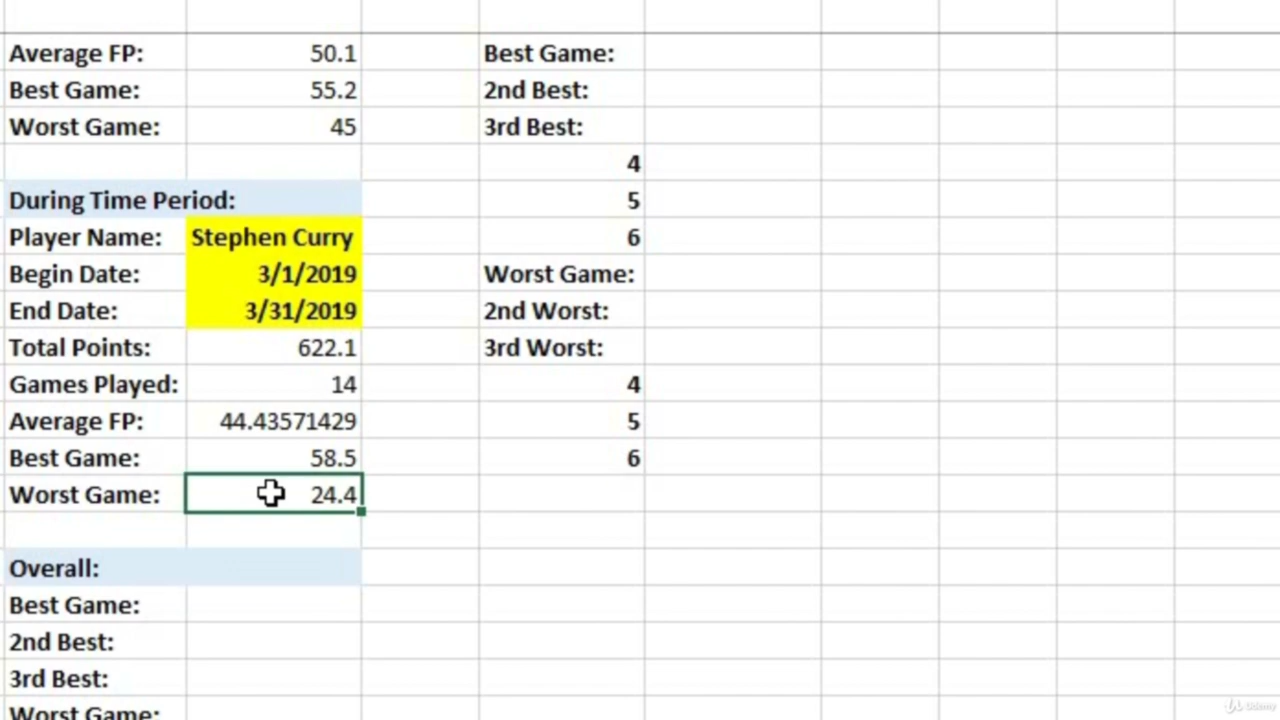 Average FP: 50.1 Best Game:
Best Game: 55.2 2nd Best:
Worst Game: 45 3rd Best:
4
During Time Period: 5
Player Name: Stephen Curry 6
Begin Date: 3/1/2019 Worst Game:
End Date: 3/31/2019 2nd Worst:
Total Points: 622.1 3rd Worst:
Games Played: 14 4
Average FP: 44.43571429 5
Best Game: 58.5 6
Worst Game: 24.4
Overall:
Best Game:
2nd Best:
3rd Best:
Worst Game:
Udemy